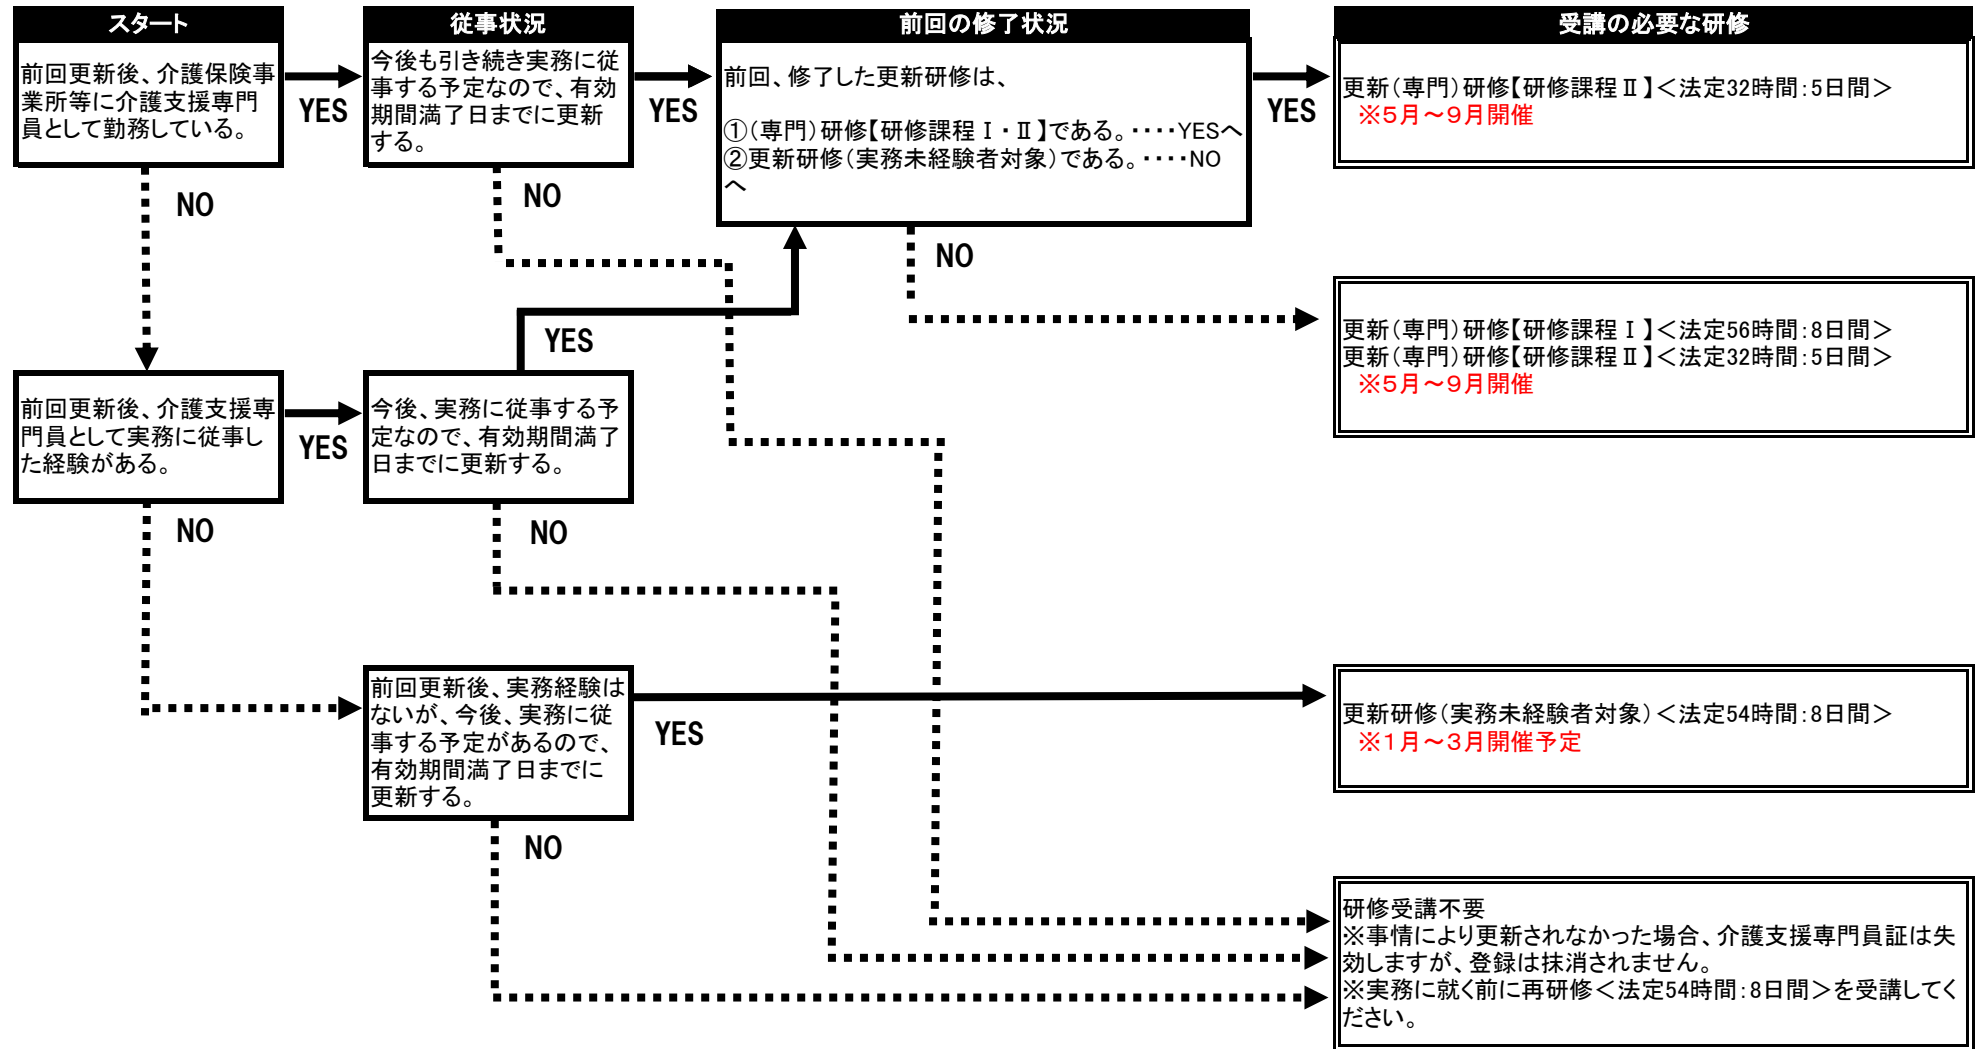 スタート
前回更新後、介護保険事
業所等に介護支援専門
員として勤務している。
YES
NO
従事状況
今後も引き続き実務に従
事する予定なので、有効
期間満了日までに更新
する。
YES
NO
前回の修了状況
前回、修了した更新研修は、
①(専門)研修【研修課程Ⅰ・Ⅱ】である。・・・・YESへ
②更新研修(実務未経験者対象)である。・・・・NO
へ
YES
NO
受講の必要な研修
更新(専門)研修【研修課程Ⅱ】<法定32時間:5日間>
※5月~9月開催
更新(専門)研修【研修課程Ⅰ】<法定56時間:8日間>
更新(専門)研修【研修課程Ⅱ】<法定32時間:5日間>
※5月~9月開催
前回更新後、介護支援専
門員として実務に従事し
た経験がある。
YES
NO
今後、実務に従事する予
定なので、有効期間満了
日までに更新する。
YES
NO
前回更新後、実務経験は
ないが、今後、実務に従
事する予定があるので、
有効期間満了日までに
更新する。
YES
NO
更新研修(実務未経験者対象)<法定54時間:8日間>
※1月~3月開催予定
研修受講不要
※事情により更新されなかった場合、介護支援専門員証は失
効しますが、登録は抹消されません。
※実務に就く前に再研修<法定54時間:8日間>を受講してく
ださい。